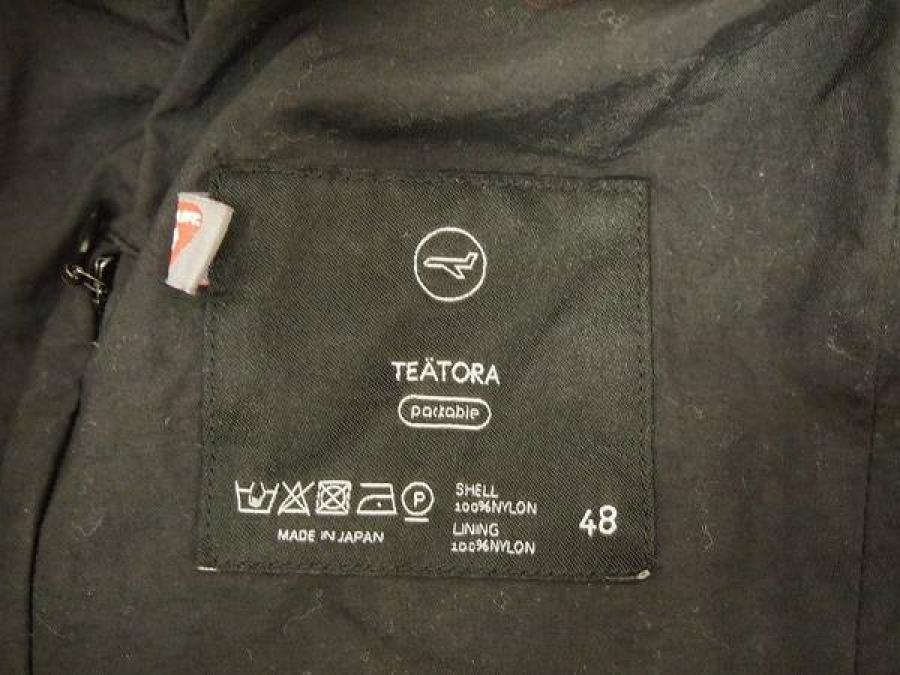 TEÄTORA
packable
P
SHELL
100%NYLON
LINING
100%NYLON
48
MADE IN JAPAN